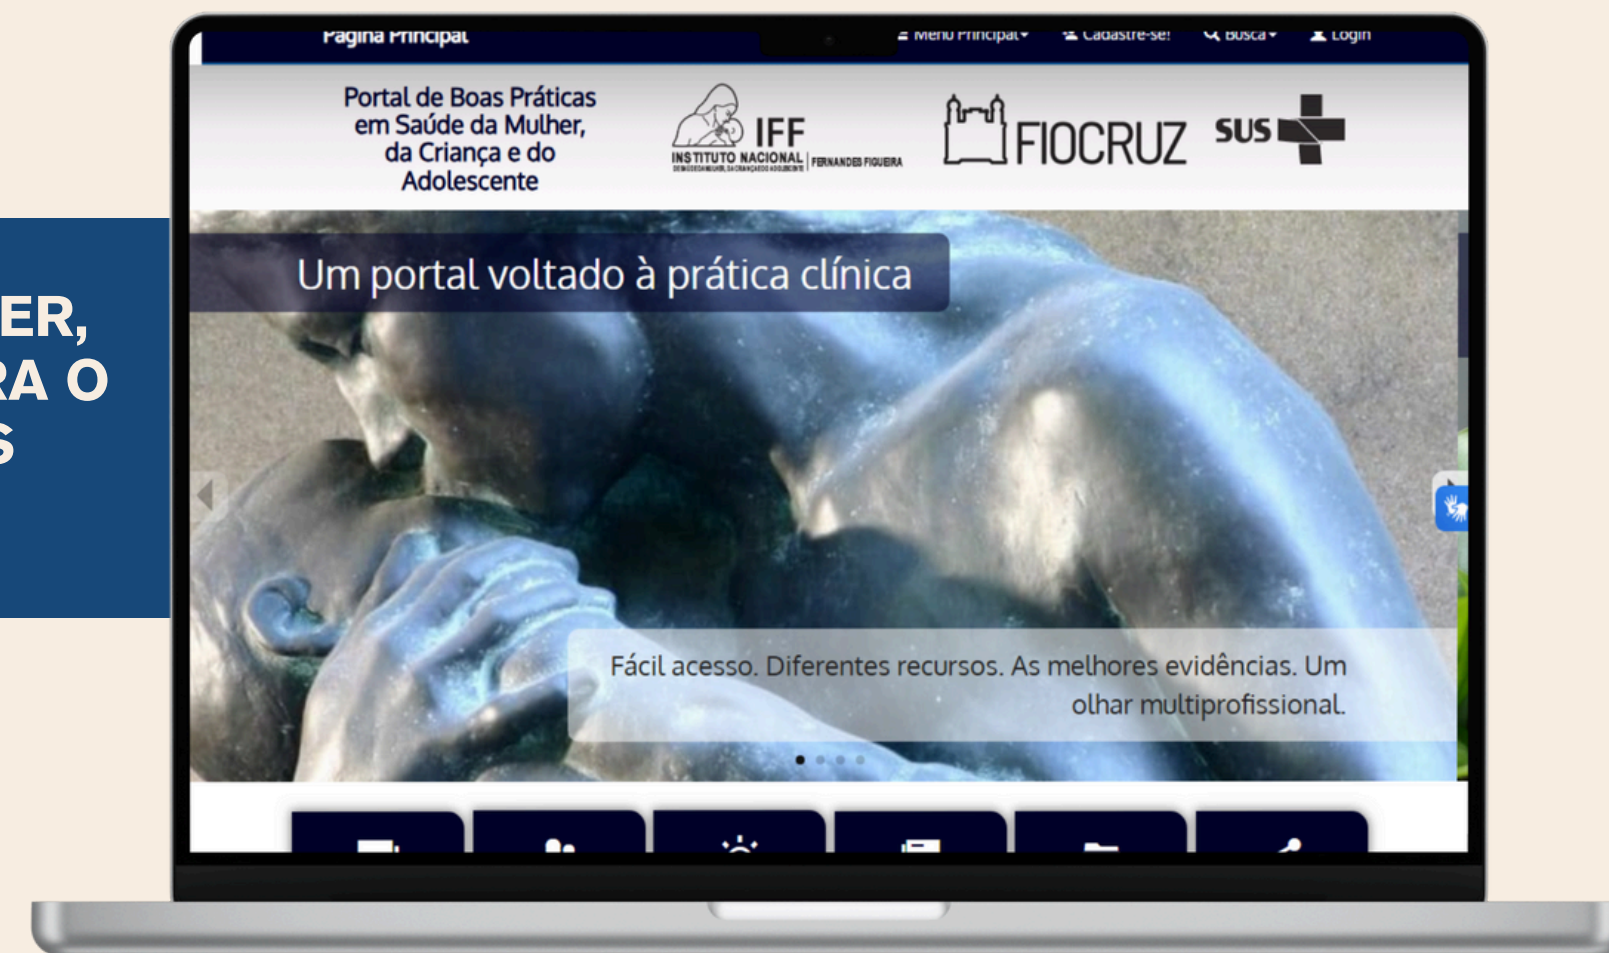 ER,
RA O
S
Página Principal
Menu Principal
Cadastre-se!
Busca
Login
Portal de Boas Práticas
em Saúde da Mulher,
da Criança e do
Adolescente
IFF
INSTITUTO NACIONAL
FERNANDES FIGUEIRA
FIOCRUZ
SUS
Um portal voltado à prática clínica
Fácil acesso. Diferentes recursos. As melhores evidências. Um
olhar multiprofissional.